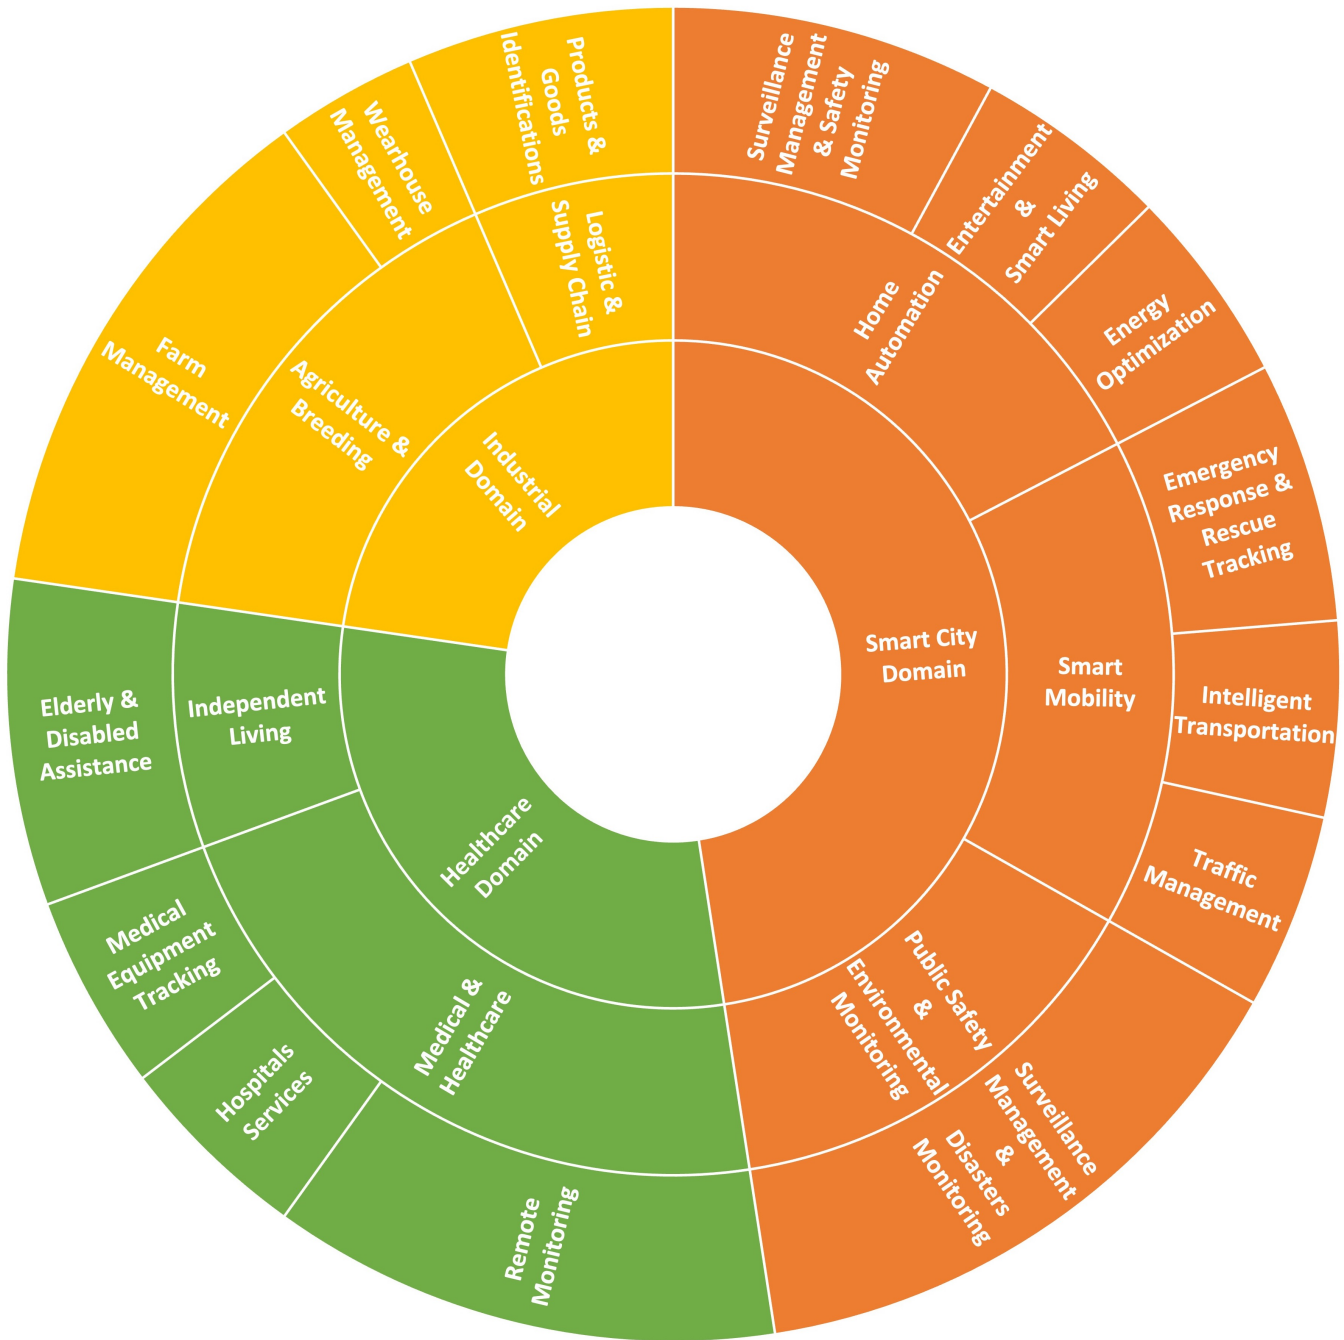 Smart City
Domain
Home
Automation
Surveillance
Management
& Safety
Monitoring
Entertainment
&
Smart Living
Energy
Optimization
Smart
Mobility
Emergency
Response &
Rescue
Tracking
Intelligent
Transportation
Traffic
Management
Public Safety
&
Environmental
Monitoring
Surveillance
Management
&
Disasters
Monitoring
Healthcare
Domain
Medical &
Healthcare
Remote
Monitoring
Hospitals
Services
Medical
Equipment
Tracking
Independent
Living
Elderly &
Disabled
Assistance
Industrial
Domain
Agriculture &
Breeding
Farm
Management
Wearhouse
Management
Logistic &
Supply Chain
Products &
Goods
Identifications